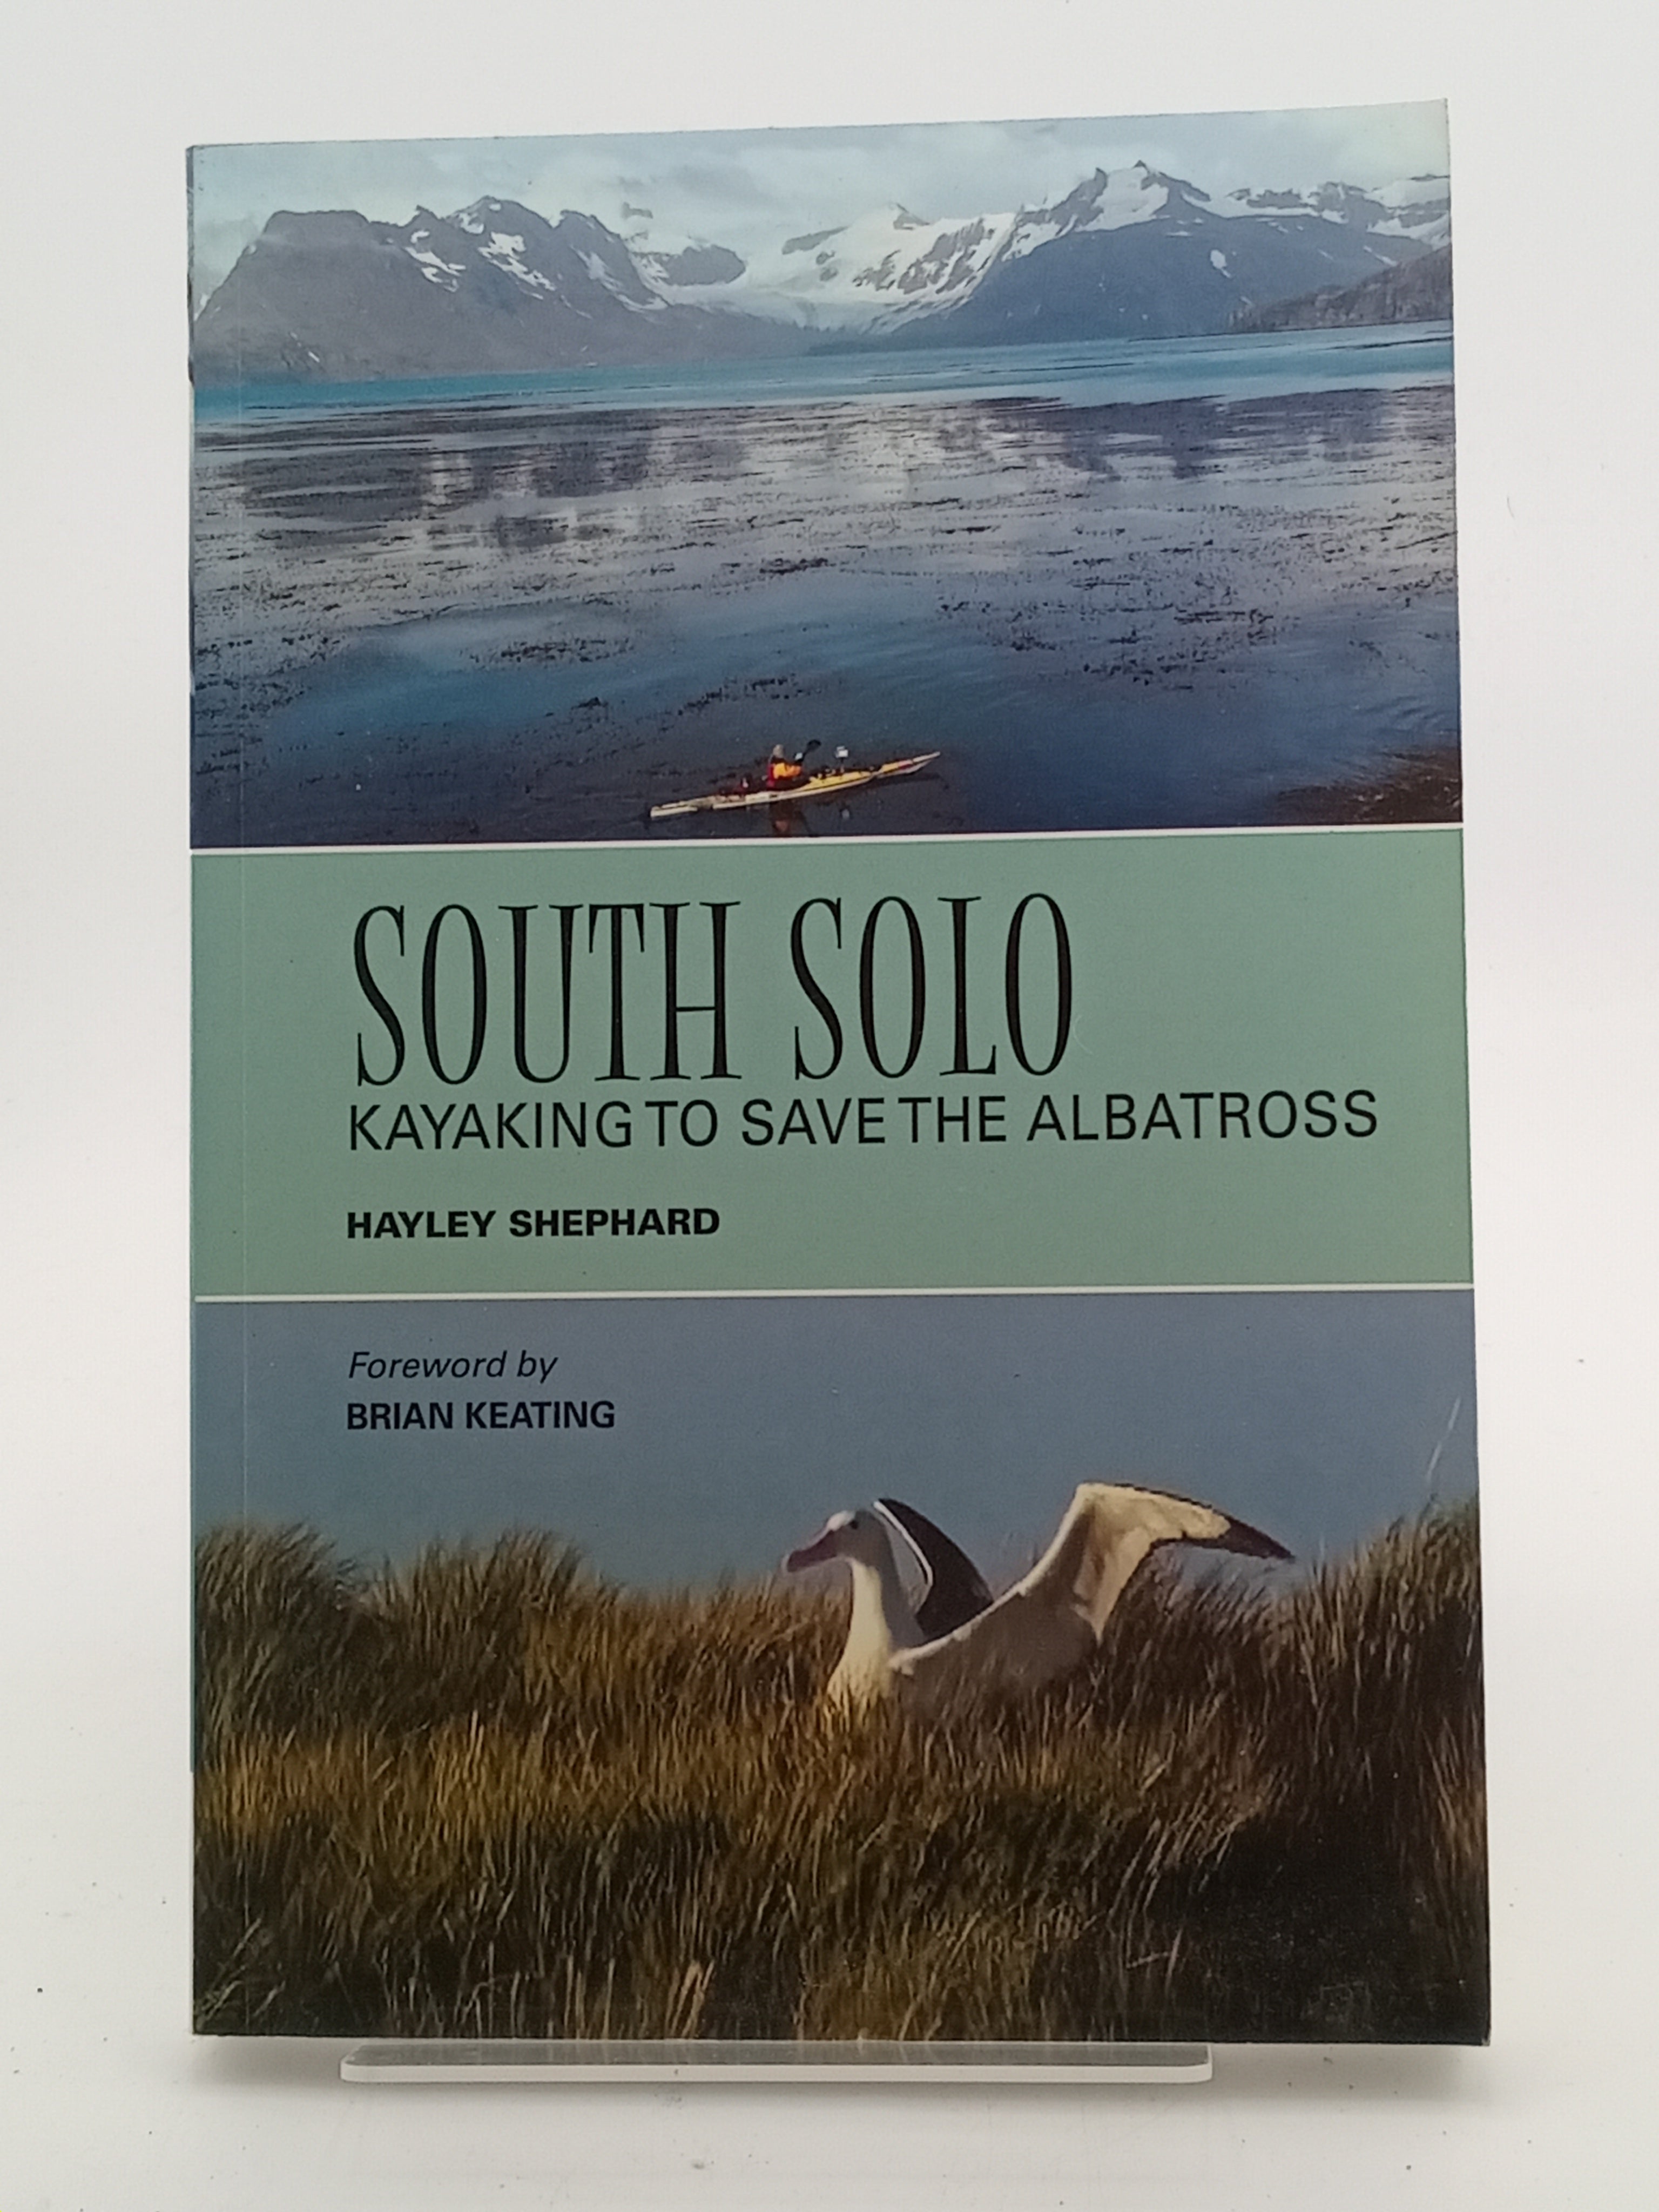 SOUTH SOLO
KAYAKING TO SAVE THE ALBATROSS
HAYLEY SHEPHARD
Foreword by
BRIAN KEATING